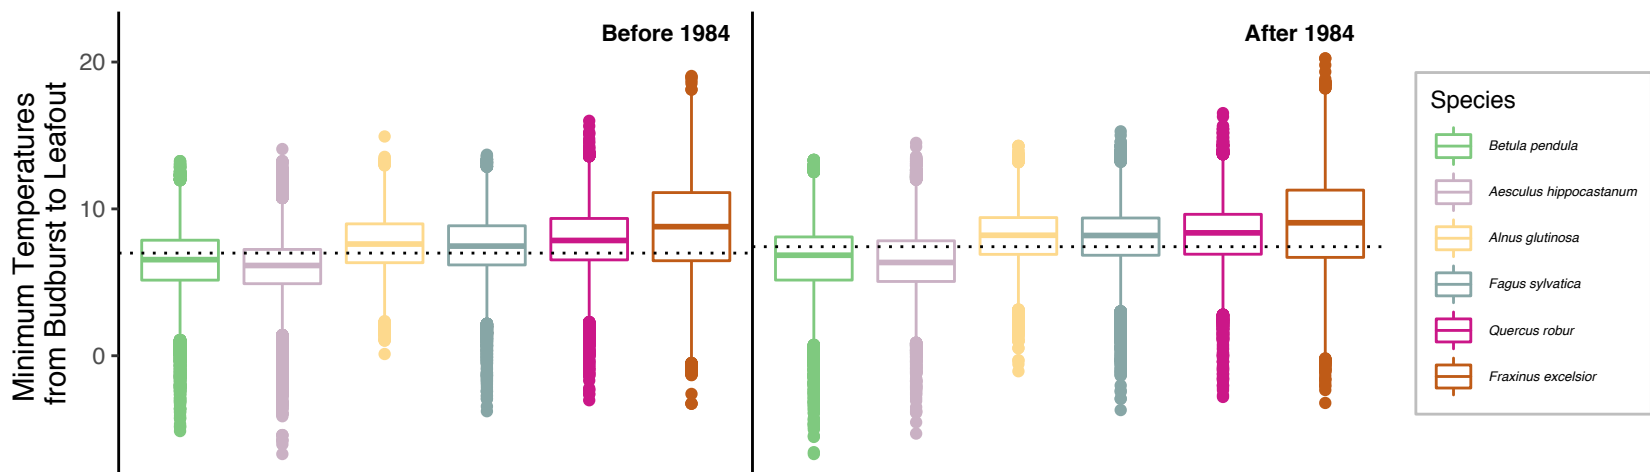 Minimum Temperatures
from Budburst to Leafout
20
10
0
Before 1984
After 1984
Species
Betula pendula
Aesculus hippocastanum
Alnus glutinosa
Fagus sylvatica
Quercus robur
Fraxinus excelsior